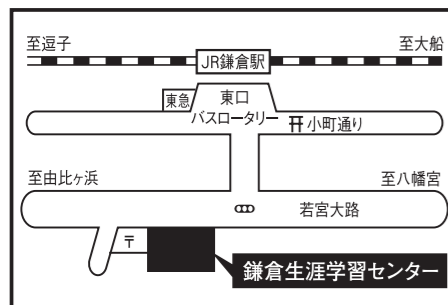 至逗子
至大船
JR鎌倉駅
東急
東口
バスロータリー
小町通り
至由比ヶ浜
至八幡宮
若宮大路
〒
鎌倉生涯学習センター